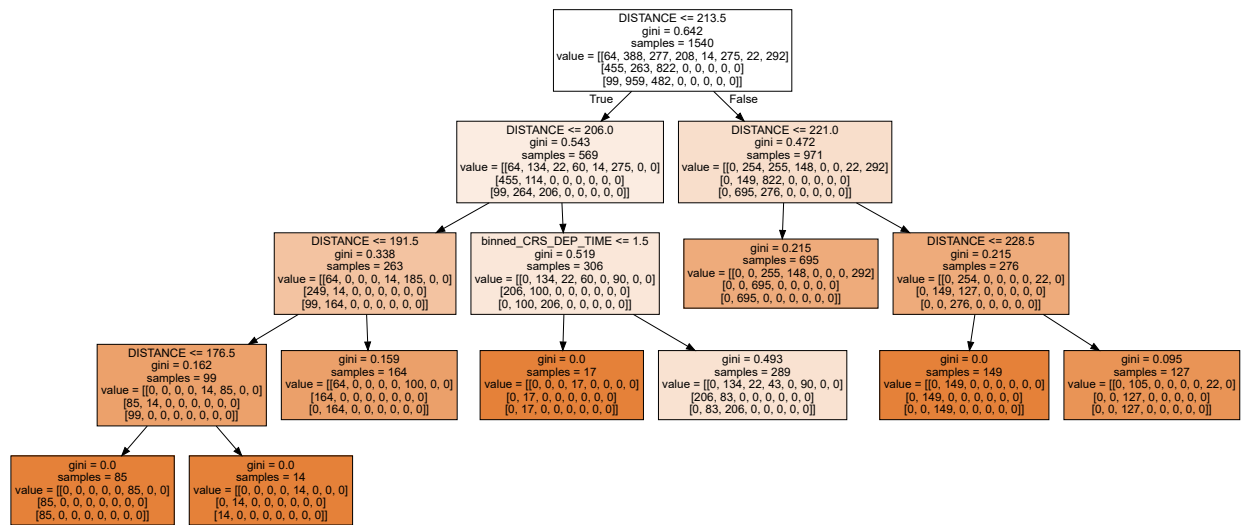 DISTANCE <= 213.5
gini = 0.642
samples = 1540
value = [[64, 388, 277, 208, 14, 275, 22, 292]
[455, 263, 822, 0, 0, 0, 0, 0]
[99, 959, 482, 0, 0, 0, 0, 0]]
True
False
DISTANCE <= 206.0
gini = 0.543
samples = 569
value = [[64, 134, 22, 60, 14, 275, 0, 0]
[455, 114, 0, 0, 0, 0, 0, 0]
[99, 264, 206, 0, 0, 0, 0, 0]]
DISTANCE <= 221.0
gini = 0.472
samples = 971
value = [[0, 254, 255, 148, 0, 0, 22, 292]
[0, 149, 822, 0, 0, 0, 0, 0]
[0, 695, 276, 0, 0, 0, 0, 0]]
DISTANCE <= 191.5
gini = 0.338
samples = 263
value = [[64, 0, 0, 0, 14, 185, 0, 0]
[249, 14, 0, 0, 0, 0, 0, 0]
[99, 164, 0, 0, 0, 0, 0, 0]]
binned_CRS_DEP_TIME <= 1.5
gini = 0.519
samples = 306
value = [[0, 134, 22, 60, 0, 90, 0, 0]
[206, 100, 0, 0, 0, 0, 0, 0]
[0, 100, 206, 0, 0, 0, 0, 0]]
gini = 0.215
samples = 695
value = [[0, 0, 255, 148, 0, 0, 0, 292]
[0, 0, 695, 0, 0, 0, 0, 0]
[0, 695, 0, 0, 0, 0, 0, 0]]
DISTANCE <= 228.5
gini = 0.215
samples = 276
value = [[0, 254, 0, 0, 0, 0, 22, 0]
[0, 149, 127, 0, 0, 0, 0, 0]
[0, 0, 276, 0, 0, 0, 0, 0]]
DISTANCE <= 176.5
gini = 0.162
samples = 99
value = [[0, 0, 0, 0, 14, 85, 0, 0]
[85, 14, 0, 0, 0, 0, 0, 0]
[99, 0, 0, 0, 0, 0, 0, 0]]
gini = 0.159
samples = 164
value = [[64, 0, 0, 0, 0, 100, 0, 0]
[164, 0, 0, 0, 0, 0, 0, 0]
[0, 164, 0, 0, 0, 0, 0, 0]]
gini = 0.0
samples = 17
value = [[0, 0, 0, 17, 0, 0, 0, 0]
[0, 17, 0, 0, 0, 0, 0, 0]
[0, 17, 0, 0, 0, 0, 0, 0]]
gini = 0.493
samples = 289
value = [[0, 134, 22, 43, 0, 90, 0, 0]
[206, 83, 0, 0, 0, 0, 0, 0]
[0, 83, 206, 0, 0, 0, 0, 0]]
gini = 0.0
samples = 149
value = [[0, 149, 0, 0, 0, 0, 0, 0]
[0, 149, 0, 0, 0, 0, 0, 0]
[0, 0, 149, 0, 0, 0, 0, 0]]
gini = 0.095
samples = 127
value = [[0, 105, 0, 0, 0, 0, 22, 0]
[0, 0, 127, 0, 0, 0, 0, 0]
[0, 0, 127, 0, 0, 0, 0, 0]]
gini = 0.0
samples = 85
value = [[0, 0, 0, 0, 0, 85, 0, 0]
[85, 0, 0, 0, 0, 0, 0, 0]
[85, 0, 0, 0, 0, 0, 0, 0]]
gini = 0.0
samples = 14
value = [[0, 0, 0, 0, 14, 0, 0, 0]
[0, 14, 0, 0, 0, 0, 0, 0]
[14, 0, 0, 0, 0, 0, 0, 0]]